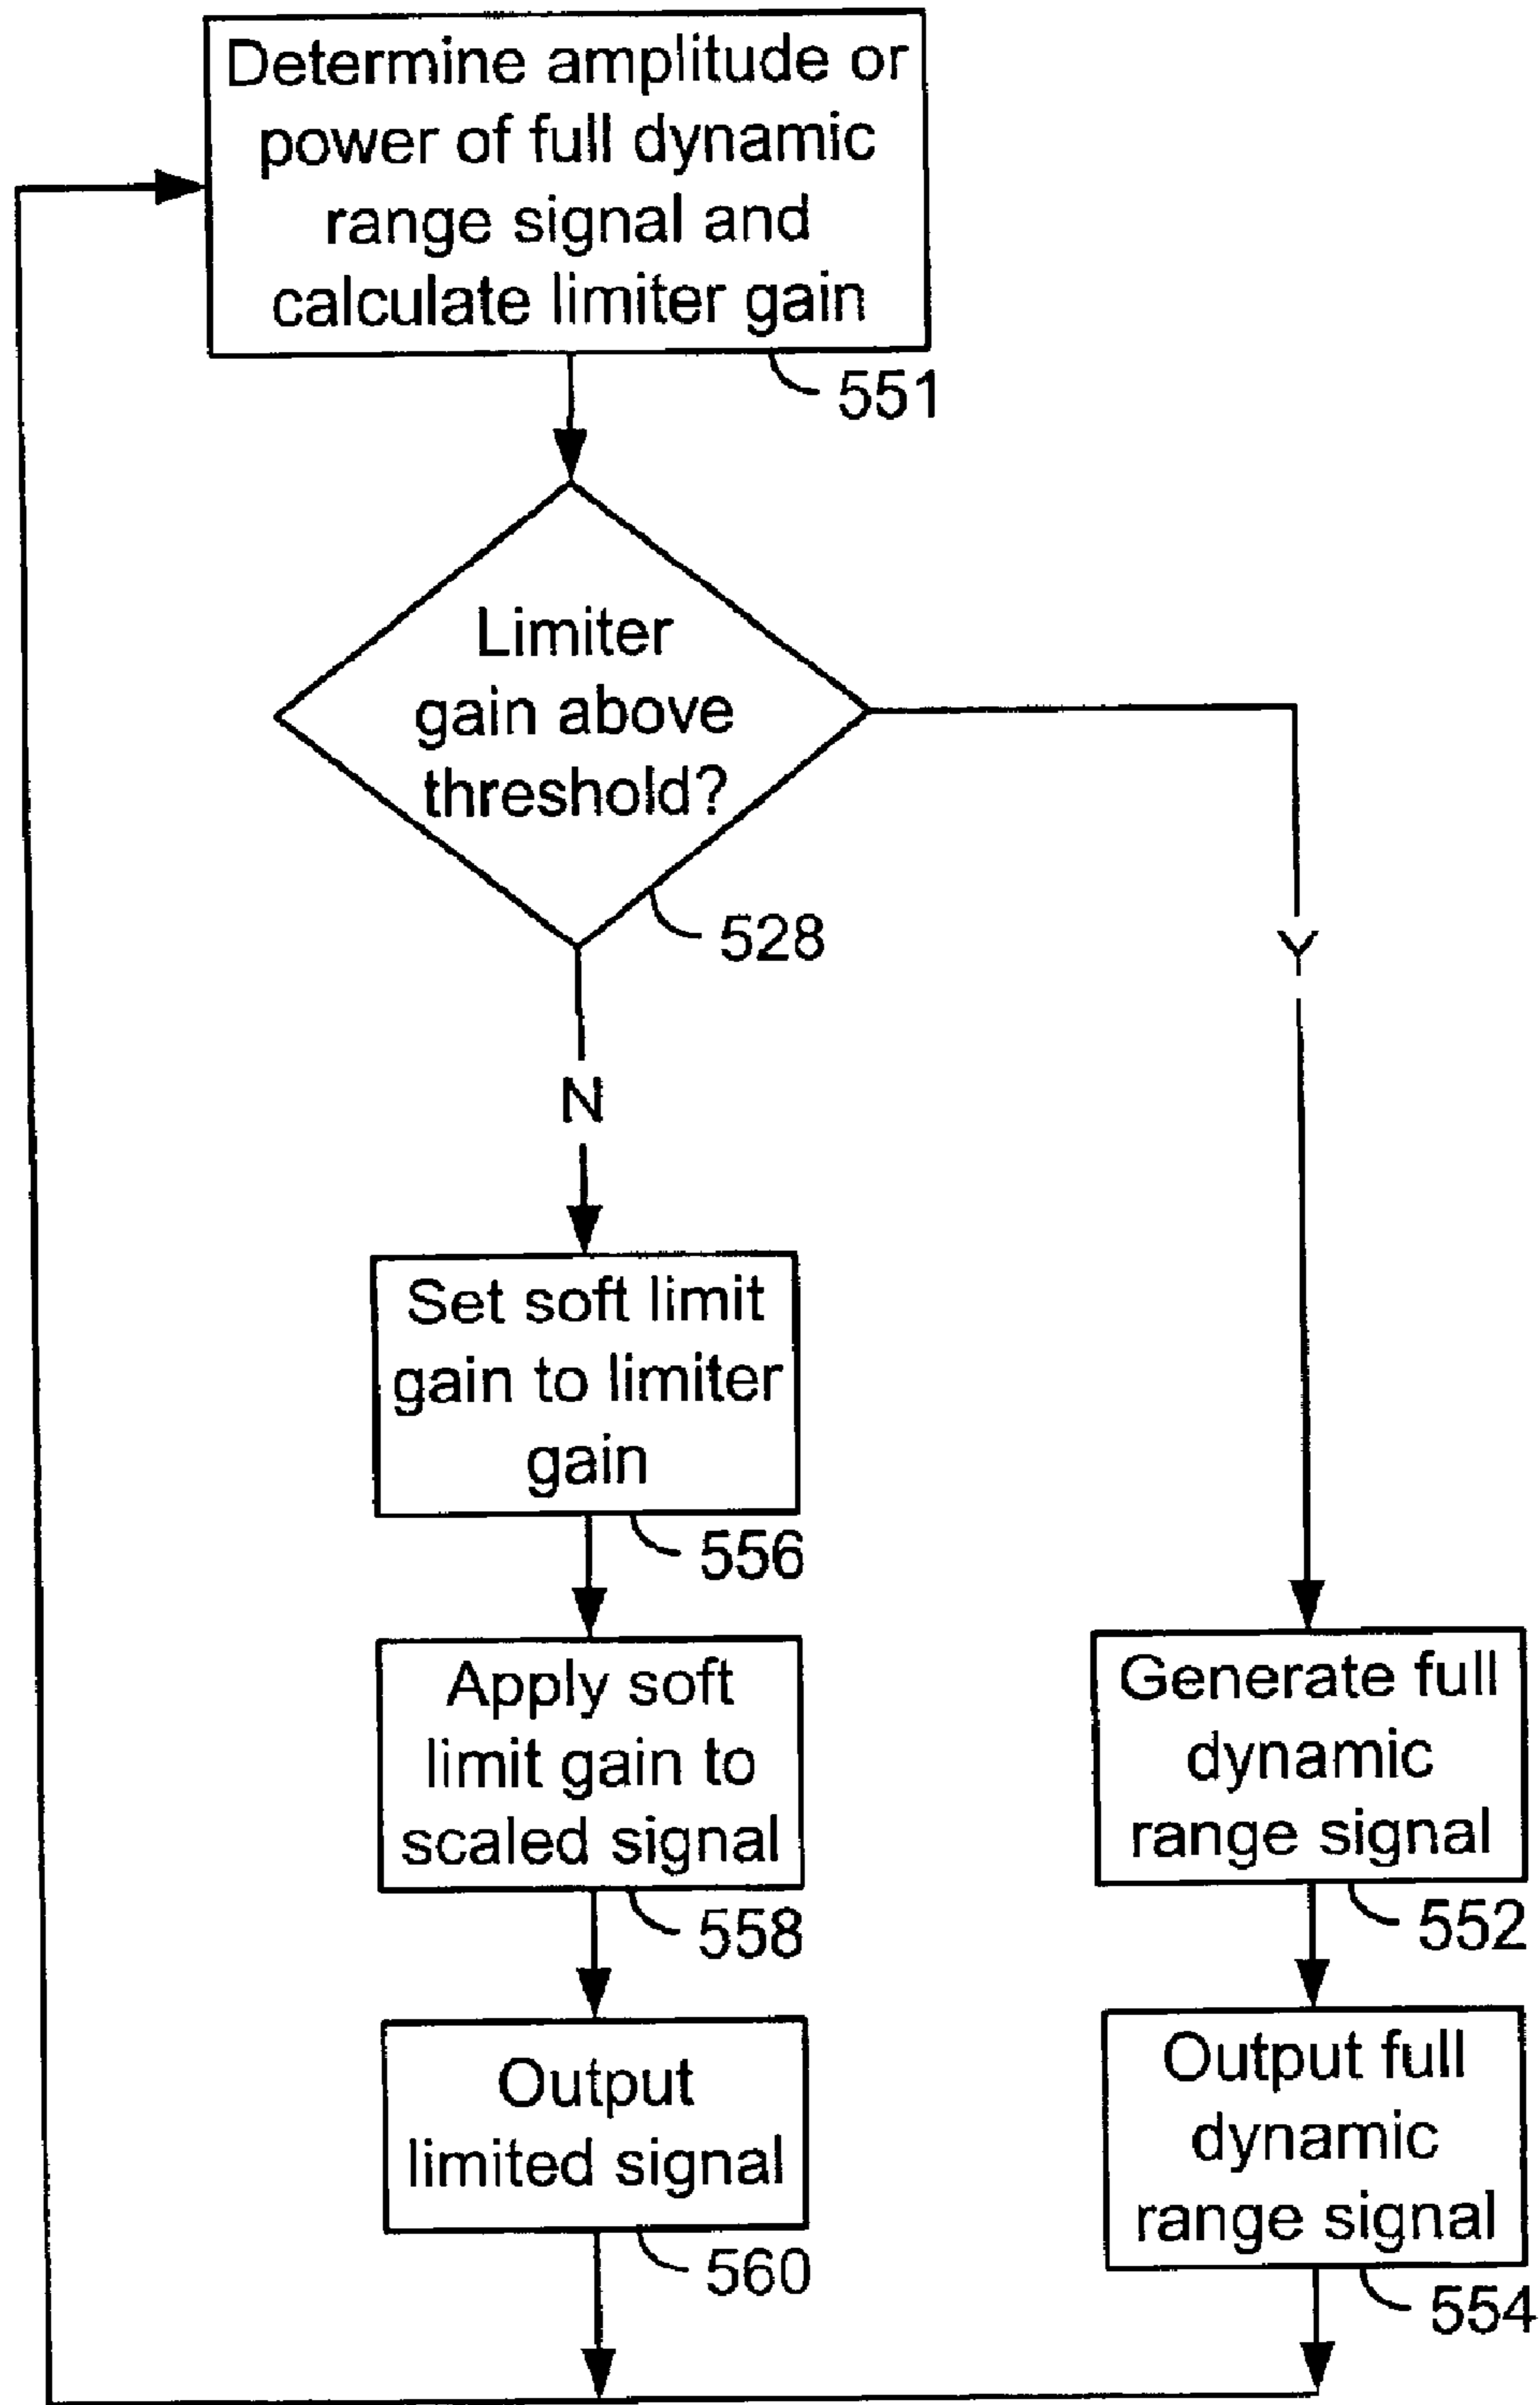 Determine amplitude or
power of full dynamic
range signal and
calculate limiter gain
551
Limiter
gain above
threshold?
528
Y
N
Set soft limit
gain to limiter
gain
556
Apply soft
limit gain to
scaled signal
558
Output
limited signal
560
Generate full
dynamic
range signal
552
Output full
dynamic
range signal
554